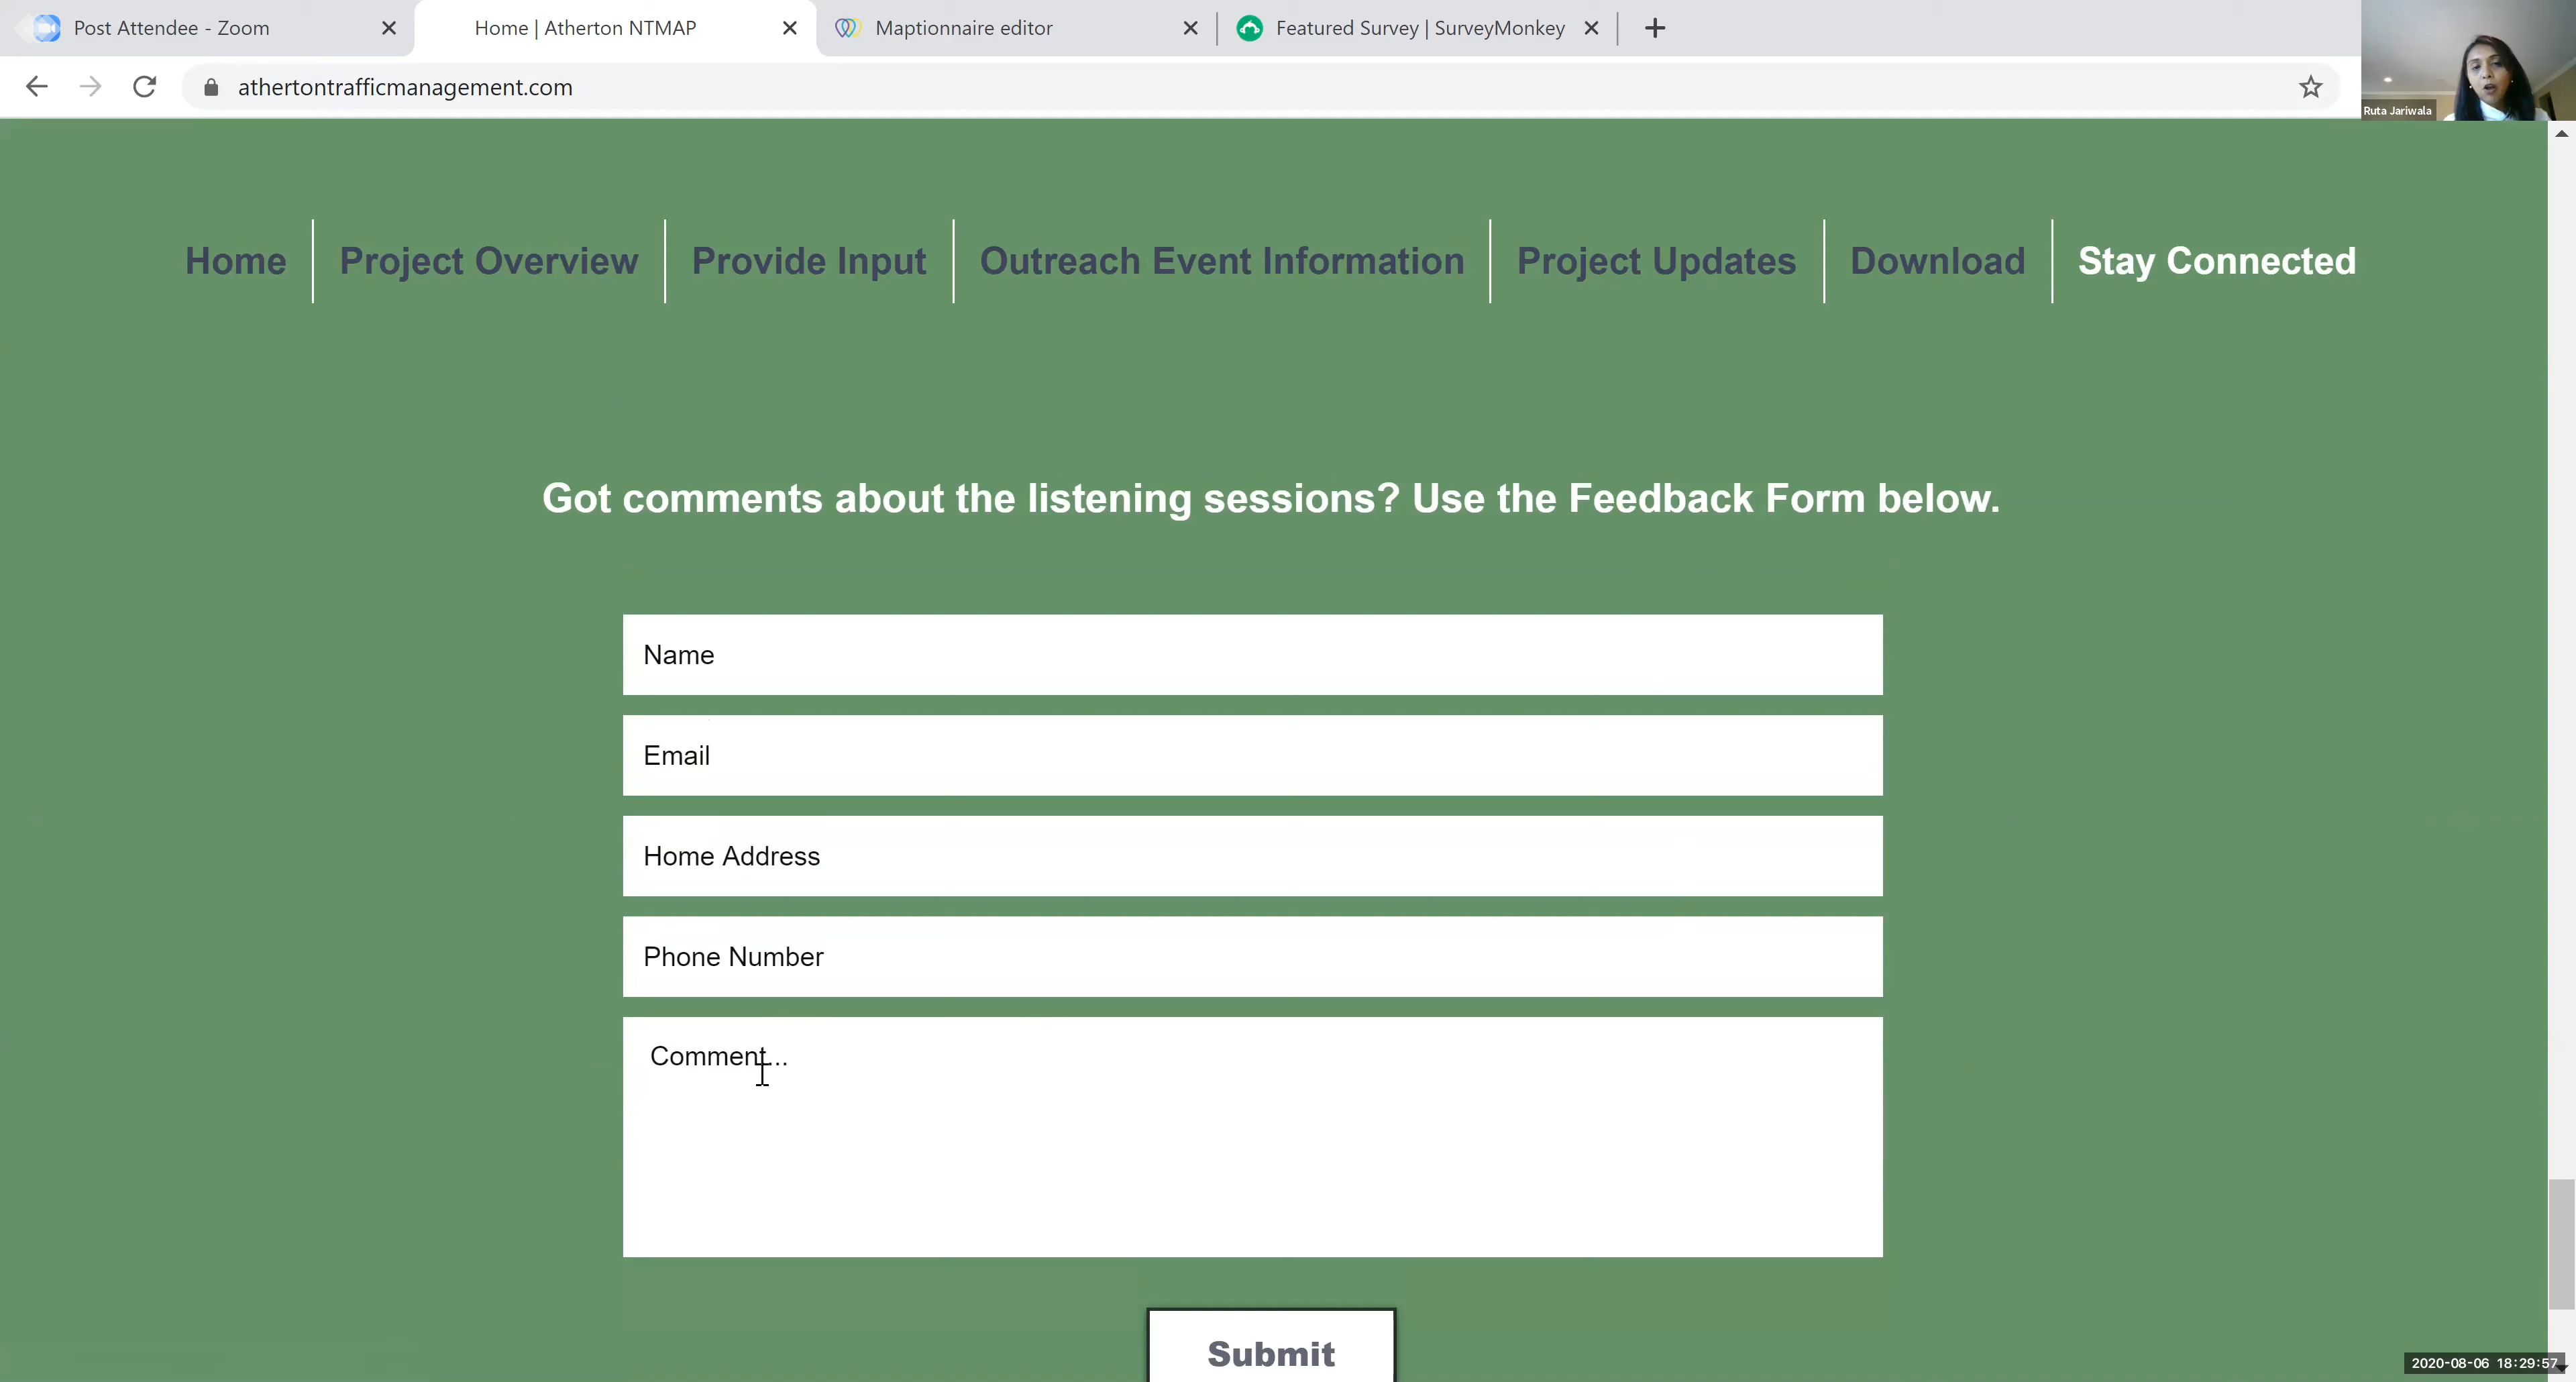 Post Attendee - Zoom
Home | Atherton NTMAP
Maptionnaire editor
Featured Survey | SurveyMonkey
athertontrafficmanagement.com
Ruta Jariwala
Home
Project Overview
Provide Input
Outreach Event Information
Project Updates
Download
Stay Connected
Got comments about the listening sessions? Use the Feedback Form below.
Name
Email
Home Address
Phone Number
Comment...
Submit
2020-08-06 18:29:57